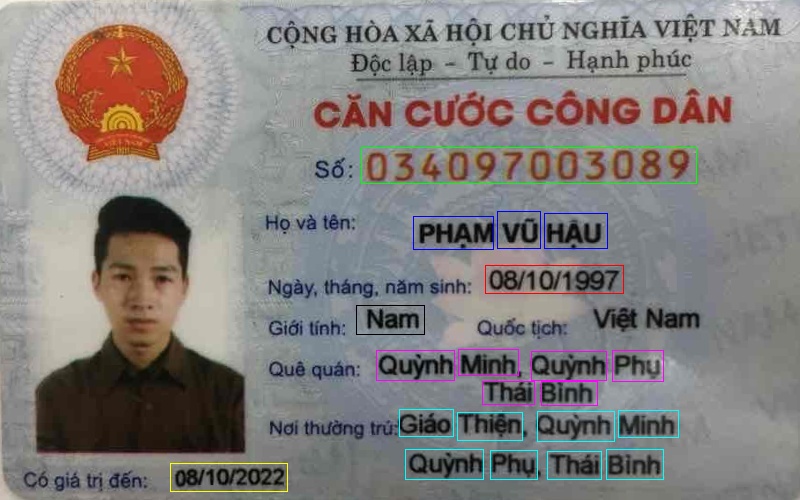 CỘNG HÒA XÃ HỘI CHỦ NGHĨA VIỆT NAM
Độc lập - Tự do - Hạnh phúc
CĂN CƯỚC CÔNG DÂN
Số: 034097003089
Họ và tên: PHẠM VŨ HẬU
Ngày, tháng, năm sinh: 08/10/1997
Giới tính: Nam Quốc tịch: Việt Nam
Quê quán: Quỳnh Minh, Quỳnh Phụ
Thái Bình
Nơi thường trú: Giáo Thiện, Quỳnh Minh
Quỳnh Phụ, Thái Bình
Có giá trị đến: 08/10/2022